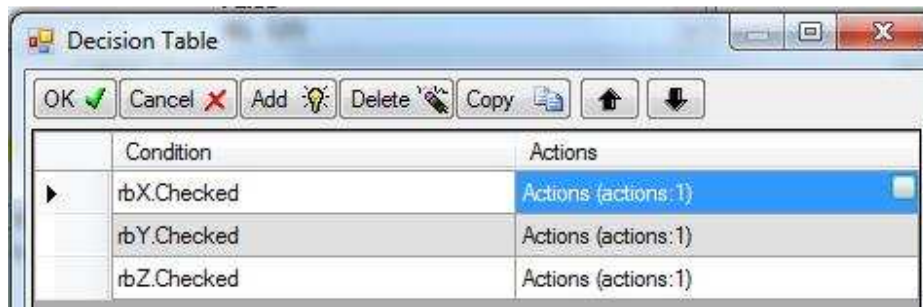 Decision Table
OK Cancel Add Delete Copy
Condition Actions
rbX.Checked Actions (actions:1)
rbY.Checked Actions (actions:1)
rbZ.Checked Actions (actions:1)